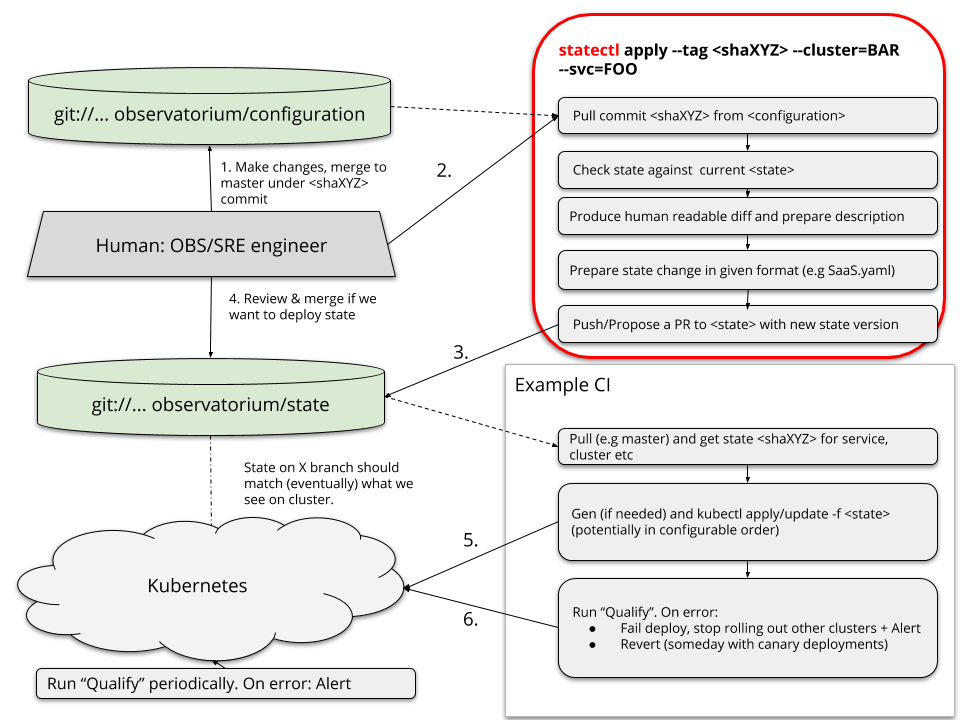 statectl apply --tag <shaXYZ> --cluster=BAR
--svc=FOO
git://... observatorium/configuration
Pull commit <shaXYZ> from <configuration>
1. Make changes, merge to
master under <shaXYZ>
commit
2.
Check state against  current <state>
Produce human readable diff and prepare description
Human: OBS/SRE engineer
Prepare state change in given format (e.g SaaS.yaml)
4. Review & merge if we
want to deploy state
Push/Propose a PR to <state> with new state version
3.
Example CI
git://... observatorium/state
Pull (e.g master) and get state <shaXYZ> for service,
cluster etc
State on X branch should
match (eventually) what we
see on cluster.
Gen (if needed) and kubectl apply/update -f <state>
(potentially in configurable order)
5.
Kubernetes
6.
Run “Qualify”. On error:
● Fail deploy, stop rolling out other clusters + Alert
● Revert (someday with canary deployments)
Run “Qualify” periodically. On error: Alert